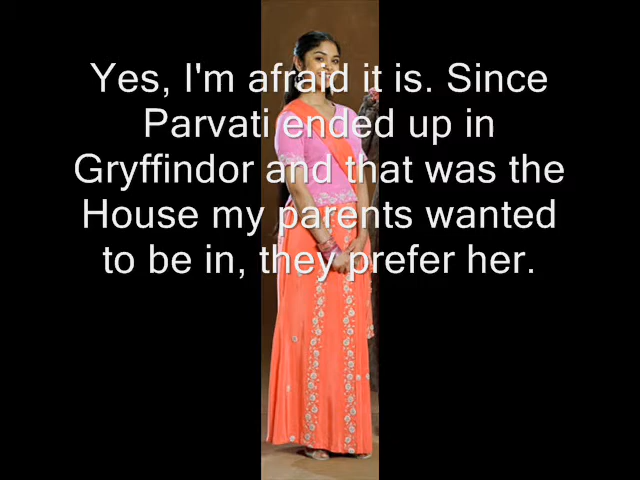 Yes, I'm afraid it is. Since
Parvati ended up in
Gryffindor and that was the
House my parents wanted
to be in, they prefer her.